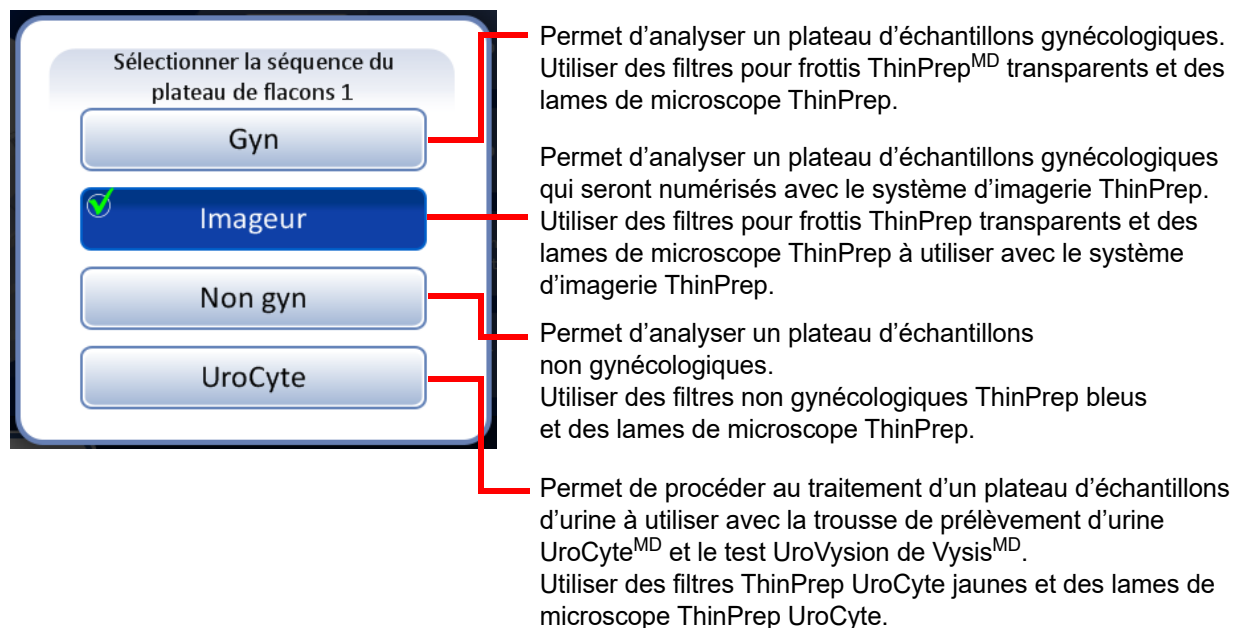 Sélectionner la séquence du
plateau de flacons 1
Gyn
Imageur
Non gyn
UroCyte
Permet d’analyser un plateau d’échantillons gynécologiques.
Utiliser des filtres pour frottis ThinPrepMD transparents et des
lames de microscope ThinPrep.
Permet d’analyser un plateau d’échantillons gynécologiques
qui seront numérisés avec le système d’imagerie ThinPrep.
Utiliser des filtres pour frottis ThinPrep transparents et des
lames de microscope ThinPrep à utiliser avec le système
d’imagerie ThinPrep.
Permet d’analyser un plateau d’échantillons
non gynécologiques.
Utiliser des filtres non gynécologiques ThinPrep bleus
et des lames de microscope ThinPrep.
Permet de procéder au traitement d’un plateau d’échantillons
d’urine à utiliser avec la trousse de prélèvement d’urine
UroCyteMD et le test UroVysion de VysisMD.
Utiliser des filtres ThinPrep UroCyte jaunes et des lames de
microscope ThinPrep UroCyte.